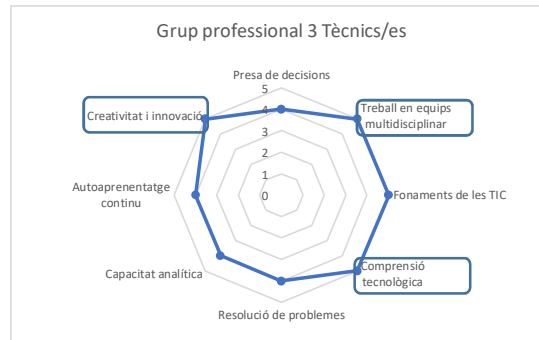 Grup professional 3 Tècnics/es
Presa de decisions
5
4
3
2
1
0
Creativitat i innovació
Treball en equips
multidisciplinar
Autoaprenentatge
continu
Fonaments de les TIC
Capacitat analítica
Comprensió
tecnològica
Resolució de problemes